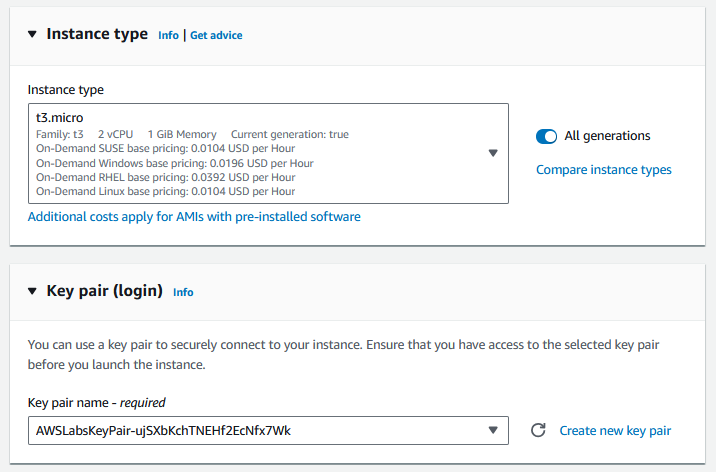 Instance type Info | Get advice
Instance type
t3.micro
Family: t3 2 vCPU 1 GiB Memory Current generation: true
On-Demand SUSE base pricing: 0.0104 USD per Hour
On-Demand Windows base pricing: 0.0196 USD per Hour
On-Demand RHEL base pricing: 0.0392 USD per Hour
On-Demand Linux base pricing: 0.0104 USD per Hour
All generations
Compare instance types
Additional costs apply for AMIs with pre-installed software
Key pair (login) Info
You can use a key pair to securely connect to your instance. Ensure that you have access to the selected key pair
before you launch the instance.
Key pair name - required
AWSLabsKeyPair-ujSXbKchTNEHf2EcNfx7Wk
Create new key pair